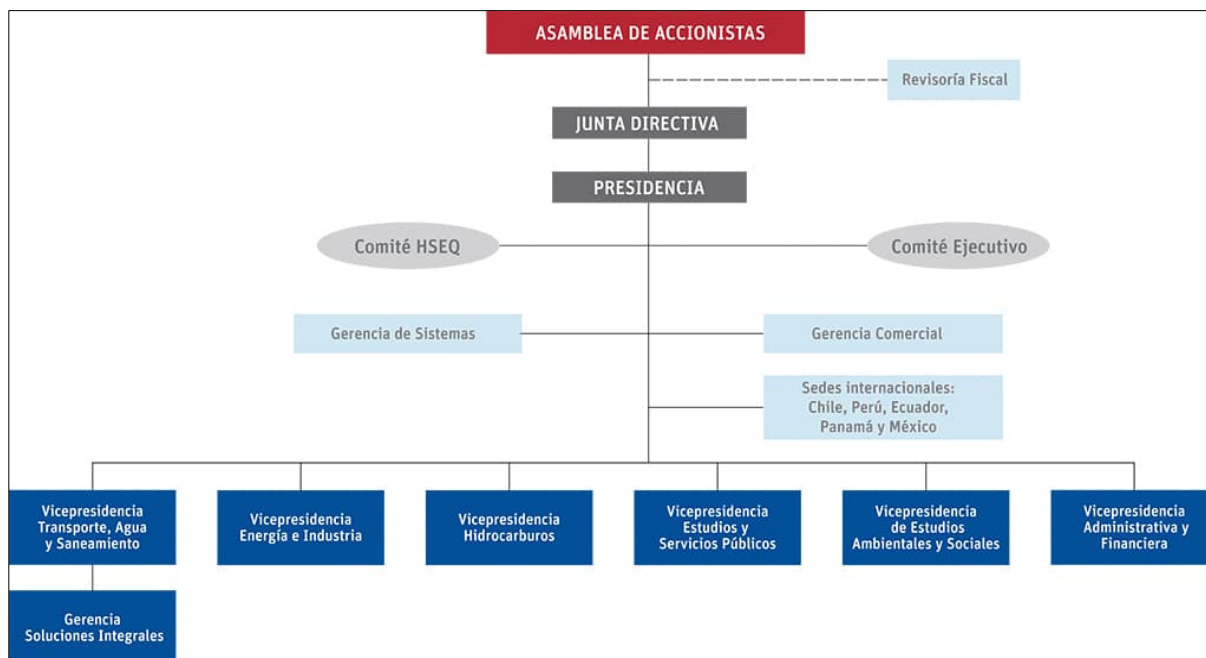 ASAMBLEA DE ACCIONISTAS
Revisoría Fiscal
JUNTA DIRECTIVA
PRESIDENCIA
Comité HSEQ
Comité Ejecutivo
Gerencia de Sistemas
Gerencia Comercial
Sedes internacionales:
Chile, Perú, Ecuador,
Panamá y México
Vicepresidencia
Transporte, Agua
y Saneamiento
Vicepresidencia
Energía e Industria
Vicepresidencia
Hidrocarburos
Vicepresidencia
Estudios y
Servicios Públicos
Vicepresidencia
de Estudios
Ambientales y Sociales
Vicepresidencia
Administrativa y
Financiera
Gerencia
Soluciones Integrales